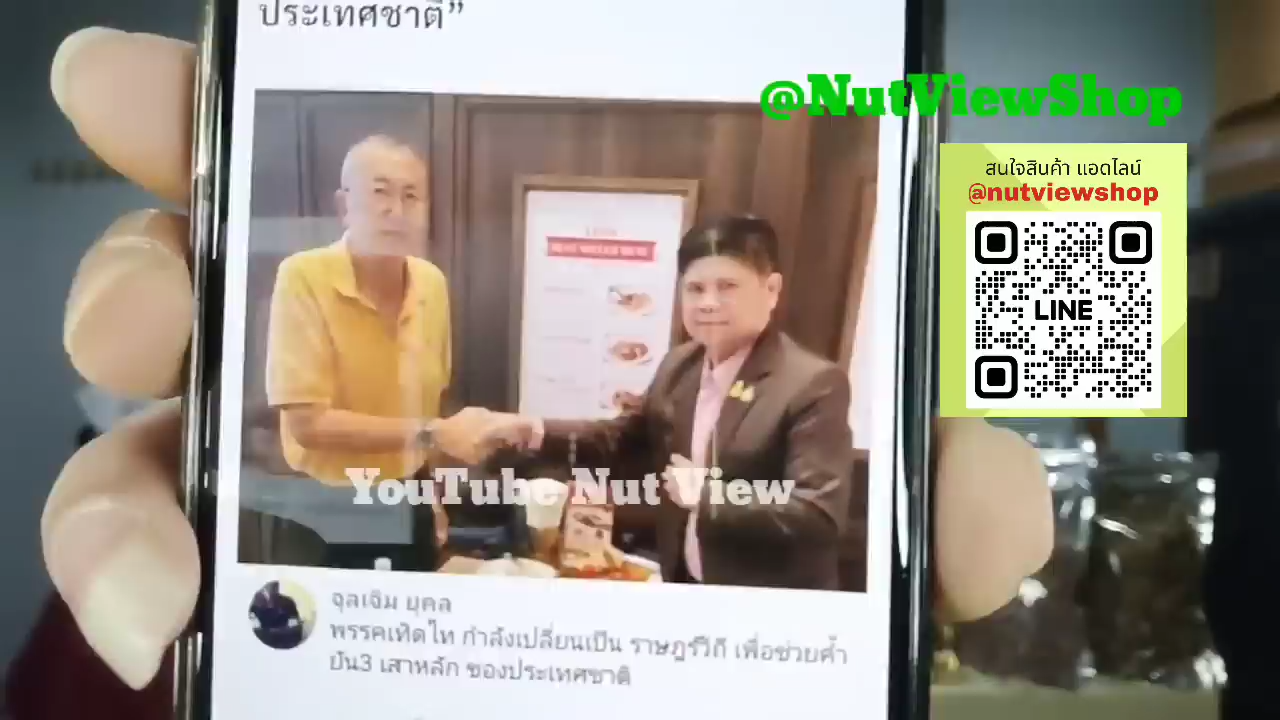 ประเทศชาติ”
@NutViewShop
สนใจสินค้า แอดไลน์
@nutviewshop
LINE
YouTube Nut View
จุลเจิม ยุคล
พรรคเทิดไท กำลังเปลี่ยนเป็น ราษฎร์วิถี เพื่อช่วยค้ำ
ยัน3 เสาหลัก ของประเทศชาติ